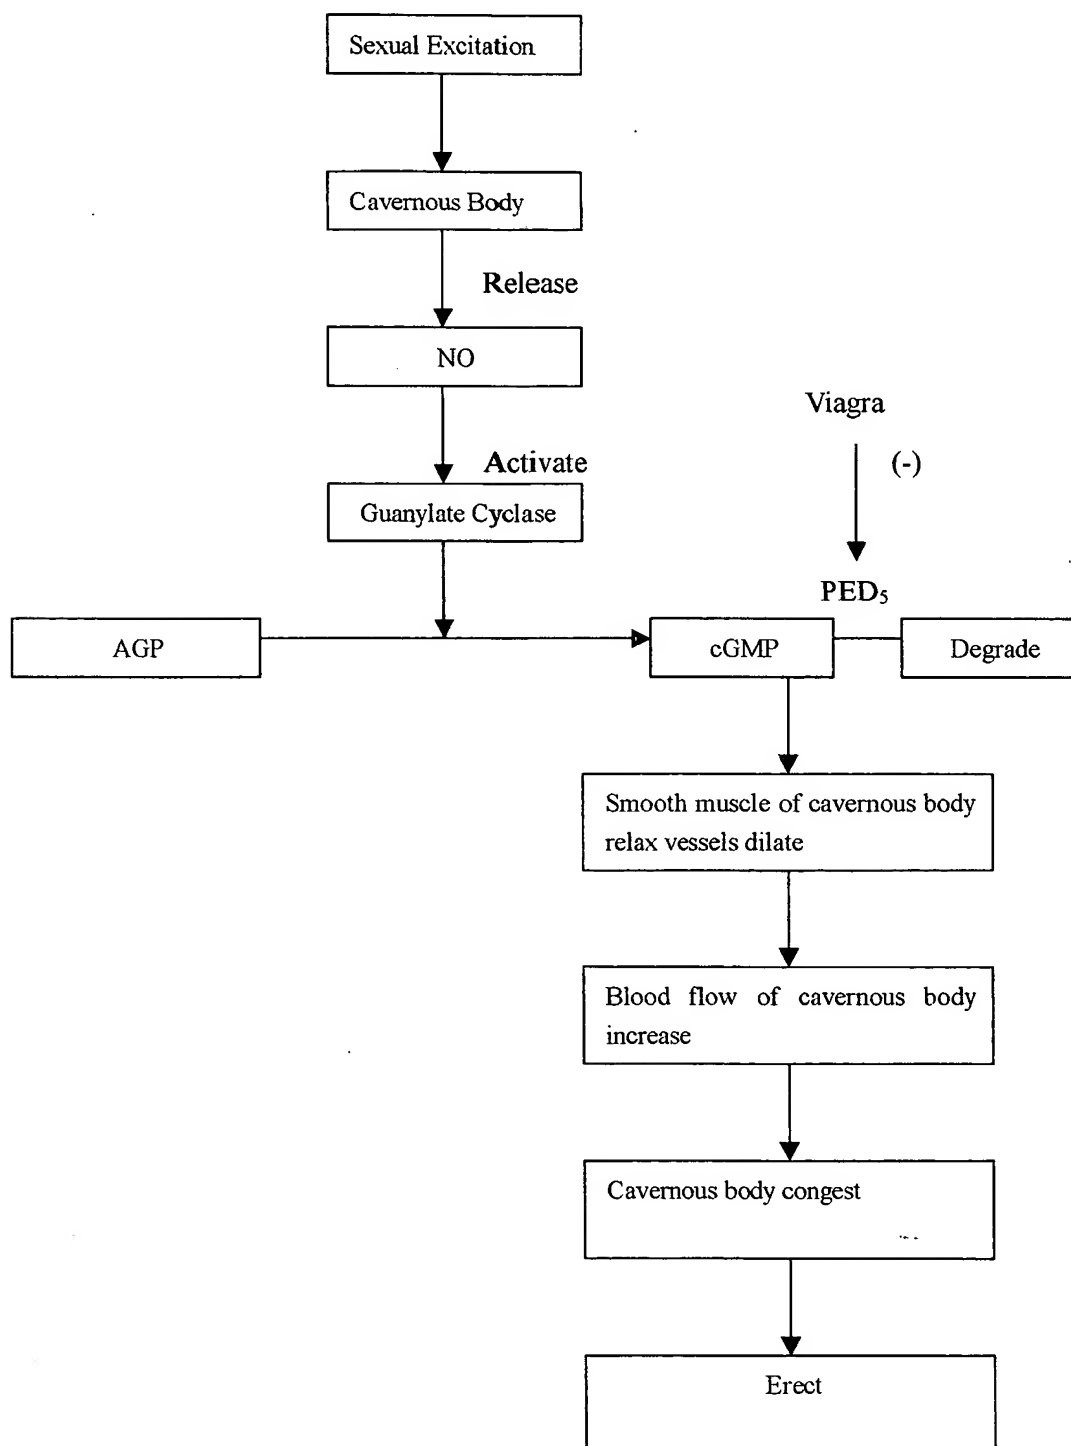 Sexual Excitation
Cavernous Body
Release
NO
Viagra
Activate
(-)
Guanylate Cyclase
PED₅
AGP
cGMP
Degrade
Smooth muscle of cavernous body
relax vessels dilate
Blood flow of cavernous body
increase
Cavernous body congest
Erect